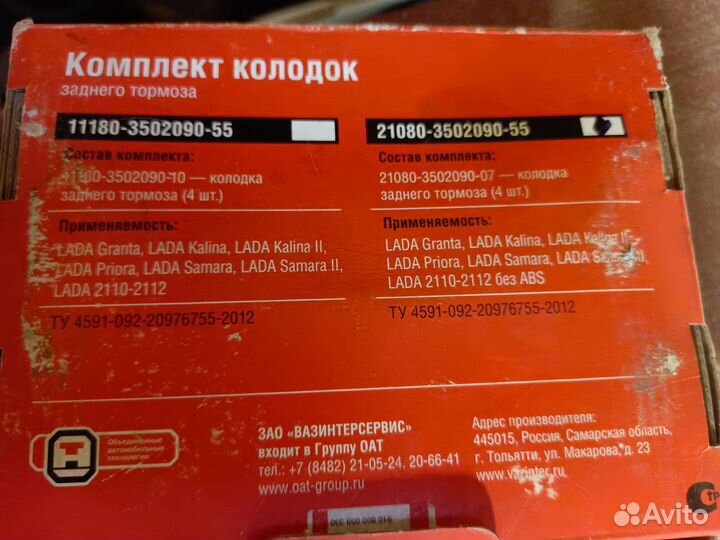 Комплект колодок
заднего тормоза
11180-3502090-55
Состав комплекта:
11180-3502090-10 — колодка
заднего тормоза (4 шт.)
Применяемость:
LADA Granta, LADA Kalina, LADA Kalina II,
LADA Priora, LADA Samara, LADA Samara II,
LADA 2110-2112
ТУ 4591-092-20976755-2012
21080-3502090-55
Состав комплекта:
21080-3502090-07 — колодка
заднего тормоза (4 шт.)
Применяемость:
LADA Granta, LADA Kalina, LADA Kalina II,
LADA Priora, LADA Samara, LADA Samara II,
LADA 2110-2112 без ABS
ТУ 4591-092-20976755-2012
Объединенные
автомобильные
технологии
ЗАО «ВАЗИНТЕРСЕРВИС»
входит в Группу ОАТ
тел.: +7 (8482) 21-05-24, 20-66-41
www.oat-group.ru
Адрес производителя:
445015, Россия, Самарская область,
г. Тольятти, ул. Макарова, д. 23
www.vazinter.ru
910 000 059 330
Avito